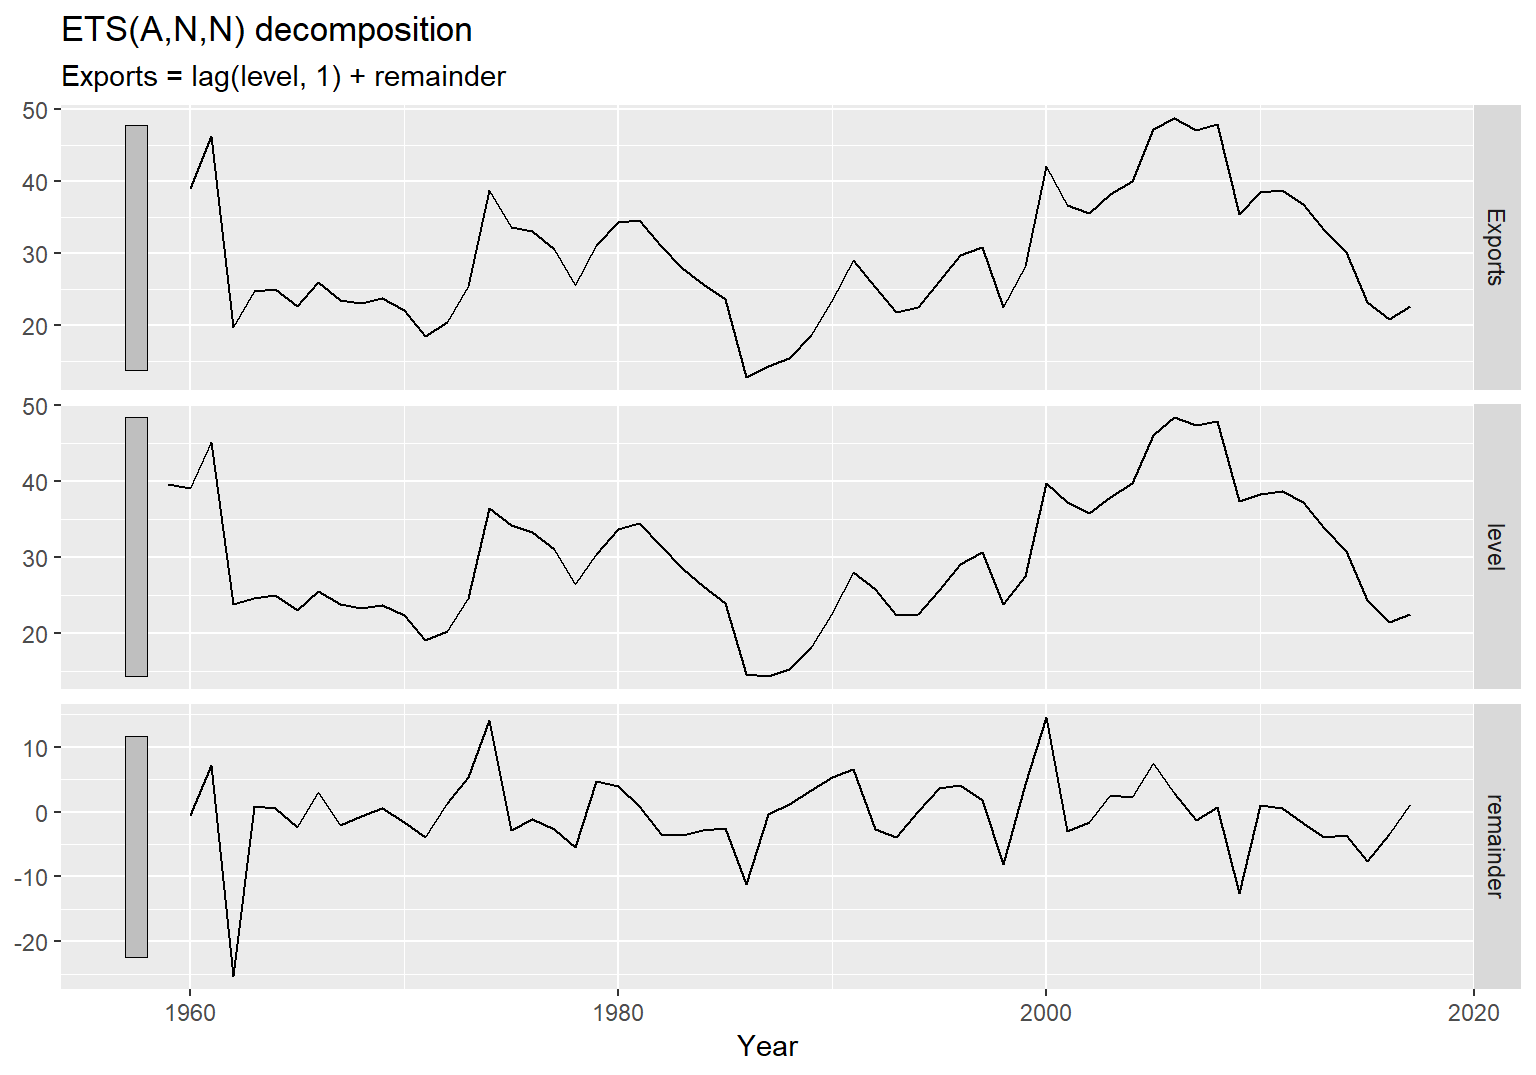 ETS(A,N,N) decomposition
Exports = lag(level, 1) + remainder
50
40
30
20
Exports
50
40
30
20
level
10
0
-10
-20
remainder
1960 1980 2000 2020
Year